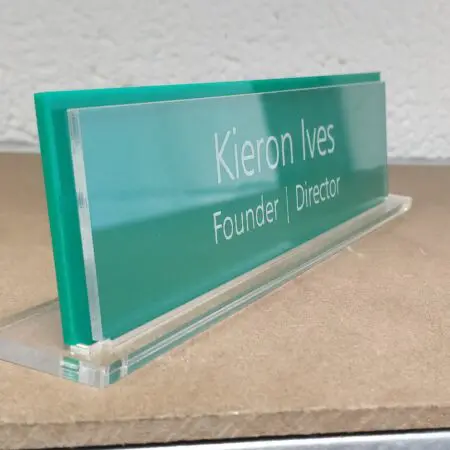 Kieron Ives
Founder | Director